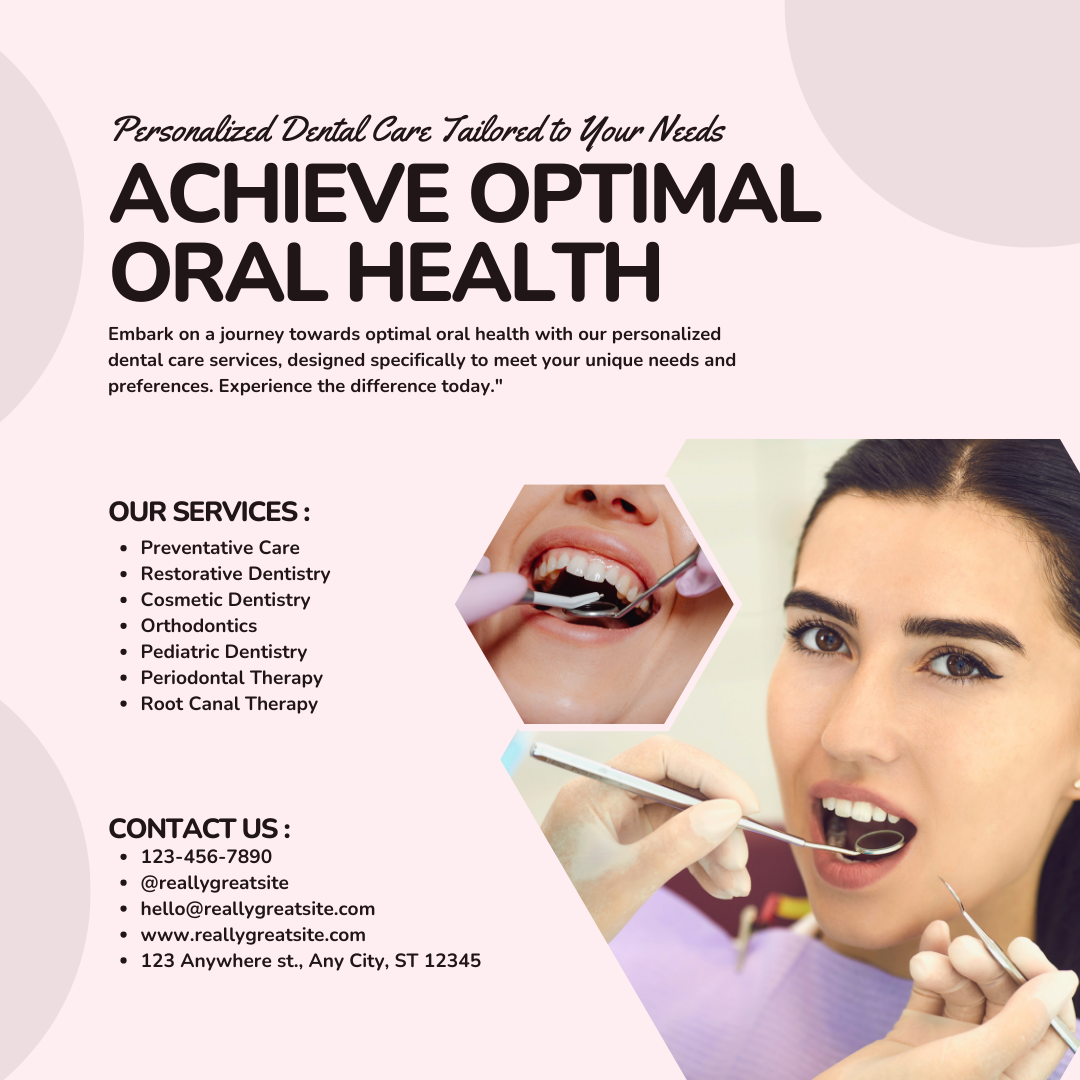 Personalized Dental Care Tailored to Your Needs
ACHIEVE OPTIMAL
ORAL HEALTH
Embark on a journey towards optimal oral health with our personalized
dental care services, designed specifically to meet your unique needs and
preferences. Experience the difference today."
OUR SERVICES :
• Preventative Care
• Restorative Dentistry
• Cosmetic Dentistry
• Orthodontics
• Pediatric Dentistry
• Periodontal Therapy
• Root Canal Therapy
CONTACT US :
• 123-456-7890
• @reallygreatsite
• hello@reallygreatsite.com
• www.reallygreatsite.com
• 123 Anywhere st., Any City, ST 12345